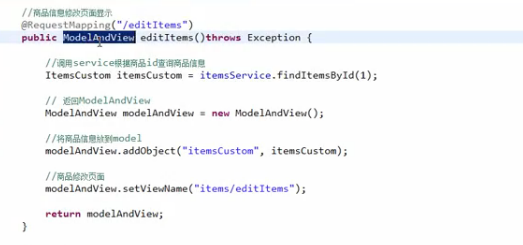 //商品信息修改页面显示
@RequestMapping("/editItems")
public ModelAndView editItems()throws Exception {
//调用service根据商品id查询商品信息
ItemsCustom itemsCustom = itemsService.findItemsById(1);
// 返回ModelAndView
ModelAndView modelAndView = new ModelAndView();
//将商品信息放到model
modelAndView.addObject("itemsCustom", itemsCustom);
//商品修改页面
modelAndView.setViewName("items/editItems");
return modelAndView;
}